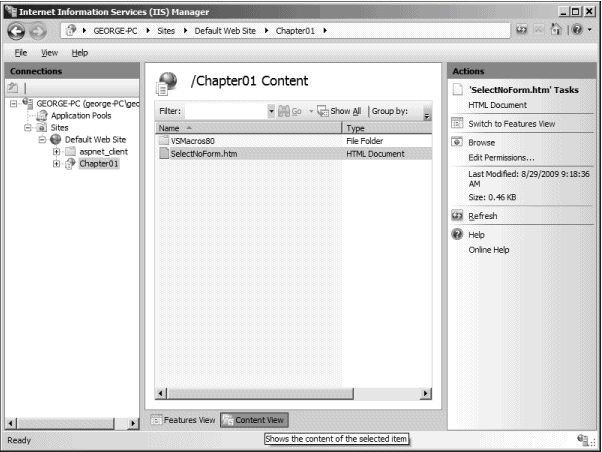 Internet Information Services (IIS) Manager
GEORGE-PC ▸ Sites ▸ Default Web Site ▸ Chapter01 ▸
File View Help
Connections
GEORGE-PC (george-PC\geo
Application Pools
Sites
Default Web Site
aspnet_client
Chapter01
/Chapter01 Content
Filter: Go Show All Group by:
Name Type
VSMacros80 File Folder
SelectNoForm.htm HTML Document
Features View Content View
Actions
'SelectNoForm.htm' Tasks
HTML Document
Switch to Features View
Browse
Edit Permissions...
Last Modified: 8/29/2009 9:18:36
AM
Size: 0.46 KB
Refresh
Help
Online Help
Ready
Shows the content of the selected item